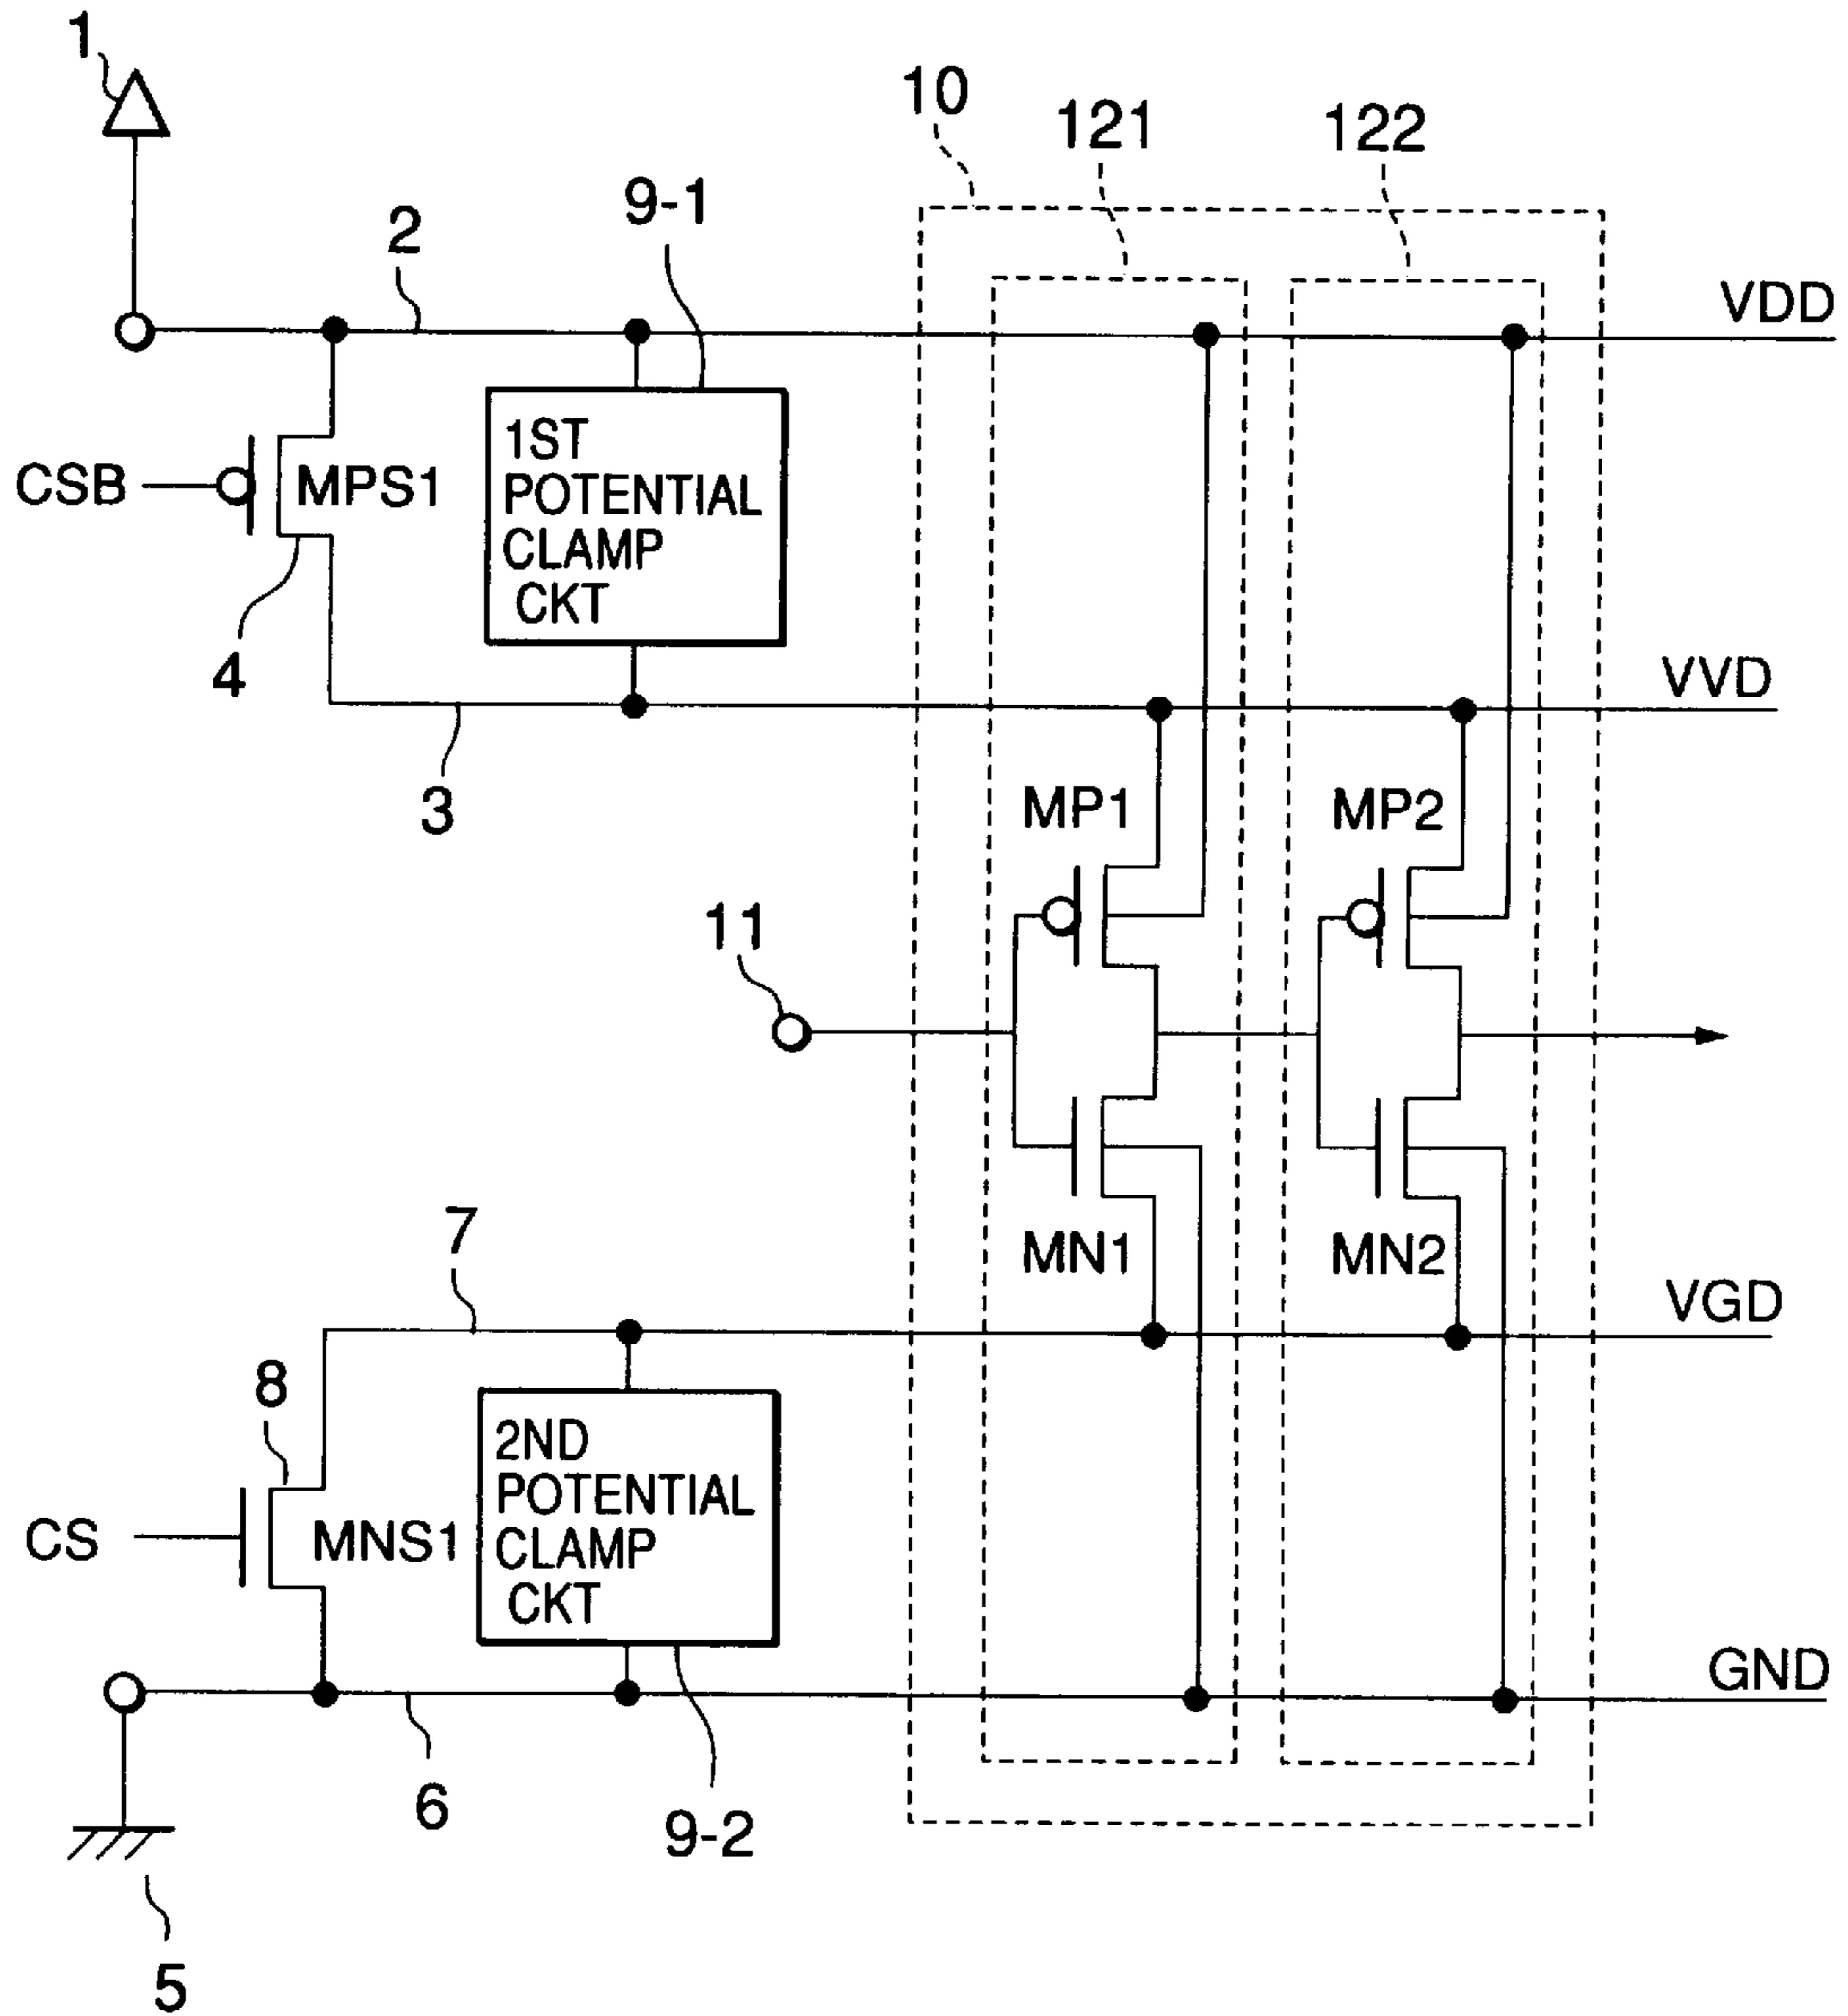 1
10
121
122
9-1
2
VDD
1ST
POTENTIAL
CLAMP
CKT
CSB
MPS1
4
VVD
3
MP1
MP2
11
MN1
MN2
7
VGD
8
2ND
POTENTIAL
CLAMP
CKT
CS
MNS1
GND
6
9-2
5